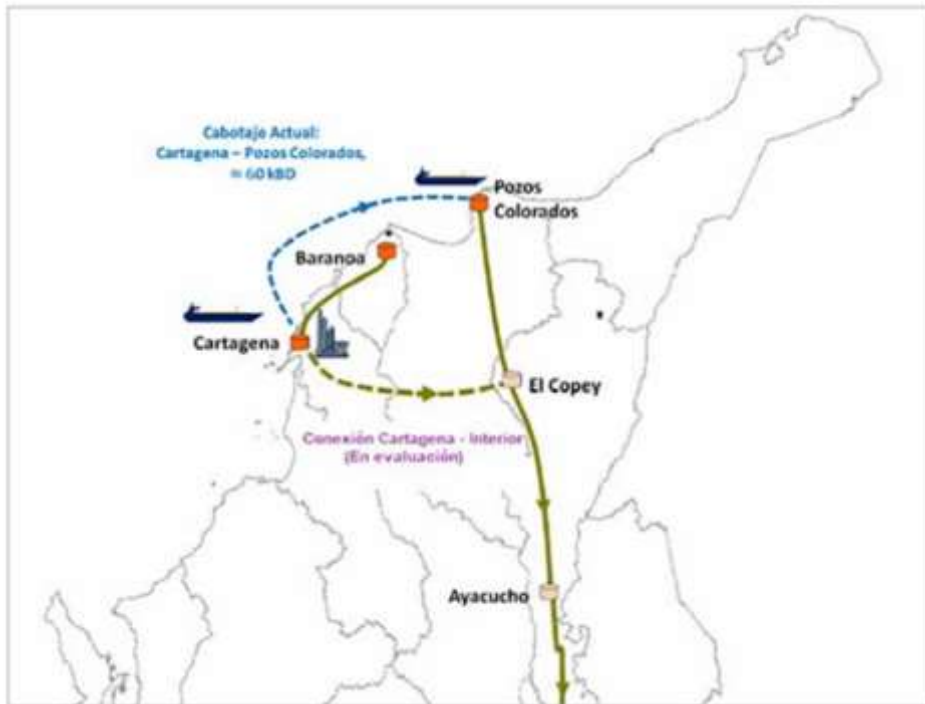 Cabotaje Actual:
Cartagena – Pozos Colorados,
≈ 60 kBD
Pozos
Colorados
Baranoa
Cartagena
El Copey
Conexión Cartagena - Interior
(En evaluación)
Ayacucho